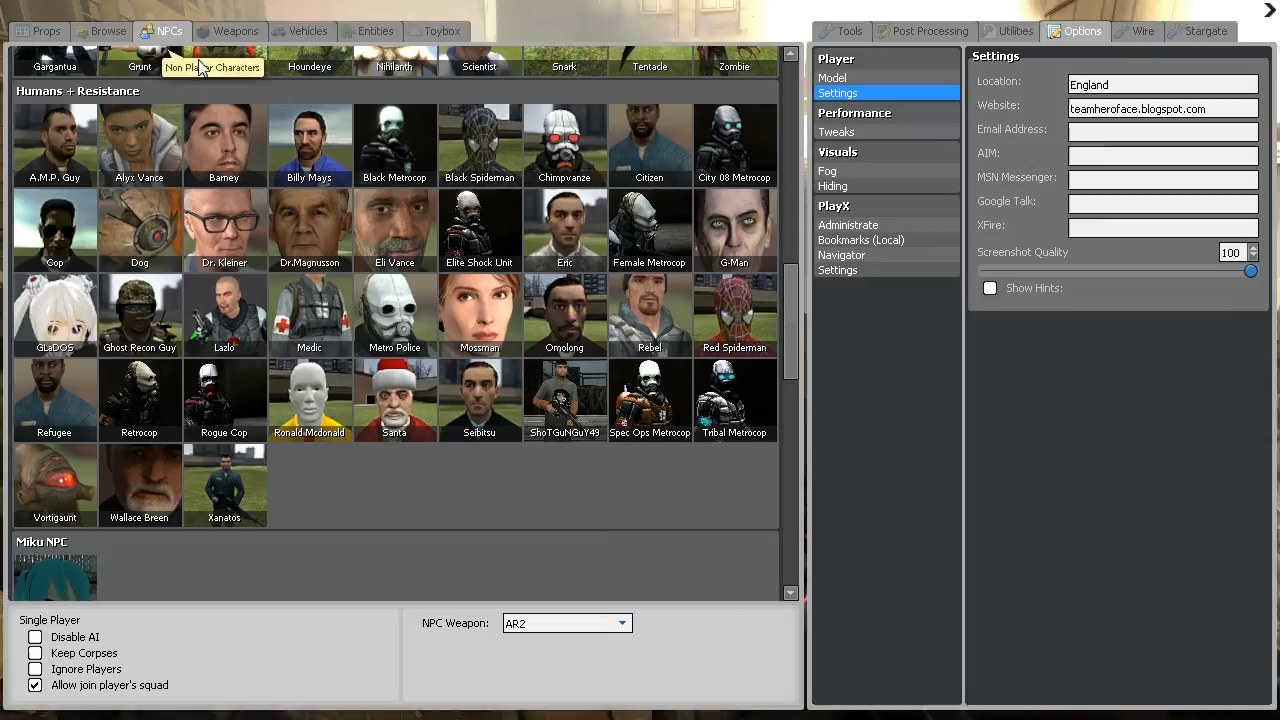 Props Browse NPCs Weapons Vehicles Entities Toybox
Tools Post Processing Utilities Options Wire Stargate
Gargantua Grunt Houndeye Nihilanth Scientist Snark Tentacle Zombie
Non Player Characters
Humans + Resistance
A.M.P. Guy Alyx Vance Barney Billy Mays Black Metrocop Black Spiderman Chimpvanze Citizen City 08 Metrocop
Cop Dog Dr. Kleiner Dr.Magnusson Eli Vance Elite Shock Unit Eric Female Metrocop G-Man
GLaDOS Ghost Recon Guy Lazlo Medic Metro Police Mossman Omolong Rebel Red Spiderman
Refugee Retrocop Rogue Cop Ronald Mcdonald Santa Seibitsu ShoTGuNGuY49 Spec Ops Metrocop Tribal Metrocop
Vortigaunt Wallace Breen Xanatos
Miku NPC
Single Player
Disable AI
Keep Corpses
Ignore Players
Allow join player's squad
NPC Weapon: AR2
Player
Model
Settings
Performance
Tweaks
Visuals
Fog
Hiding
PlayX
Administrate
Bookmarks (Local)
Navigator
Settings
Settings
Location: England
Website: teamheroface.blogspot.com
Email Address:
AIM:
MSN Messenger:
Google Talk:
XFire:
Screenshot Quality 100
Show Hints: